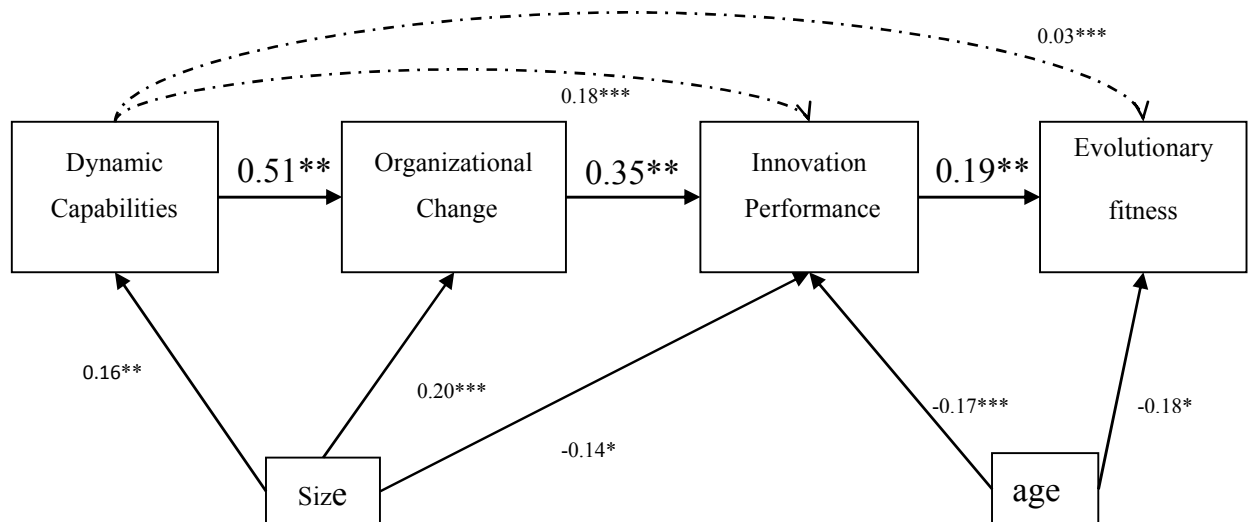 0.03***
0.18***
Dynamic
Capabilities
0.51**
Organizational
Change
0.35**
Innovation
Performance
0.19**
Evolutionary
fitness
0.16**
0.20***
-0.14*
-0.17***
-0.18*
Size
age